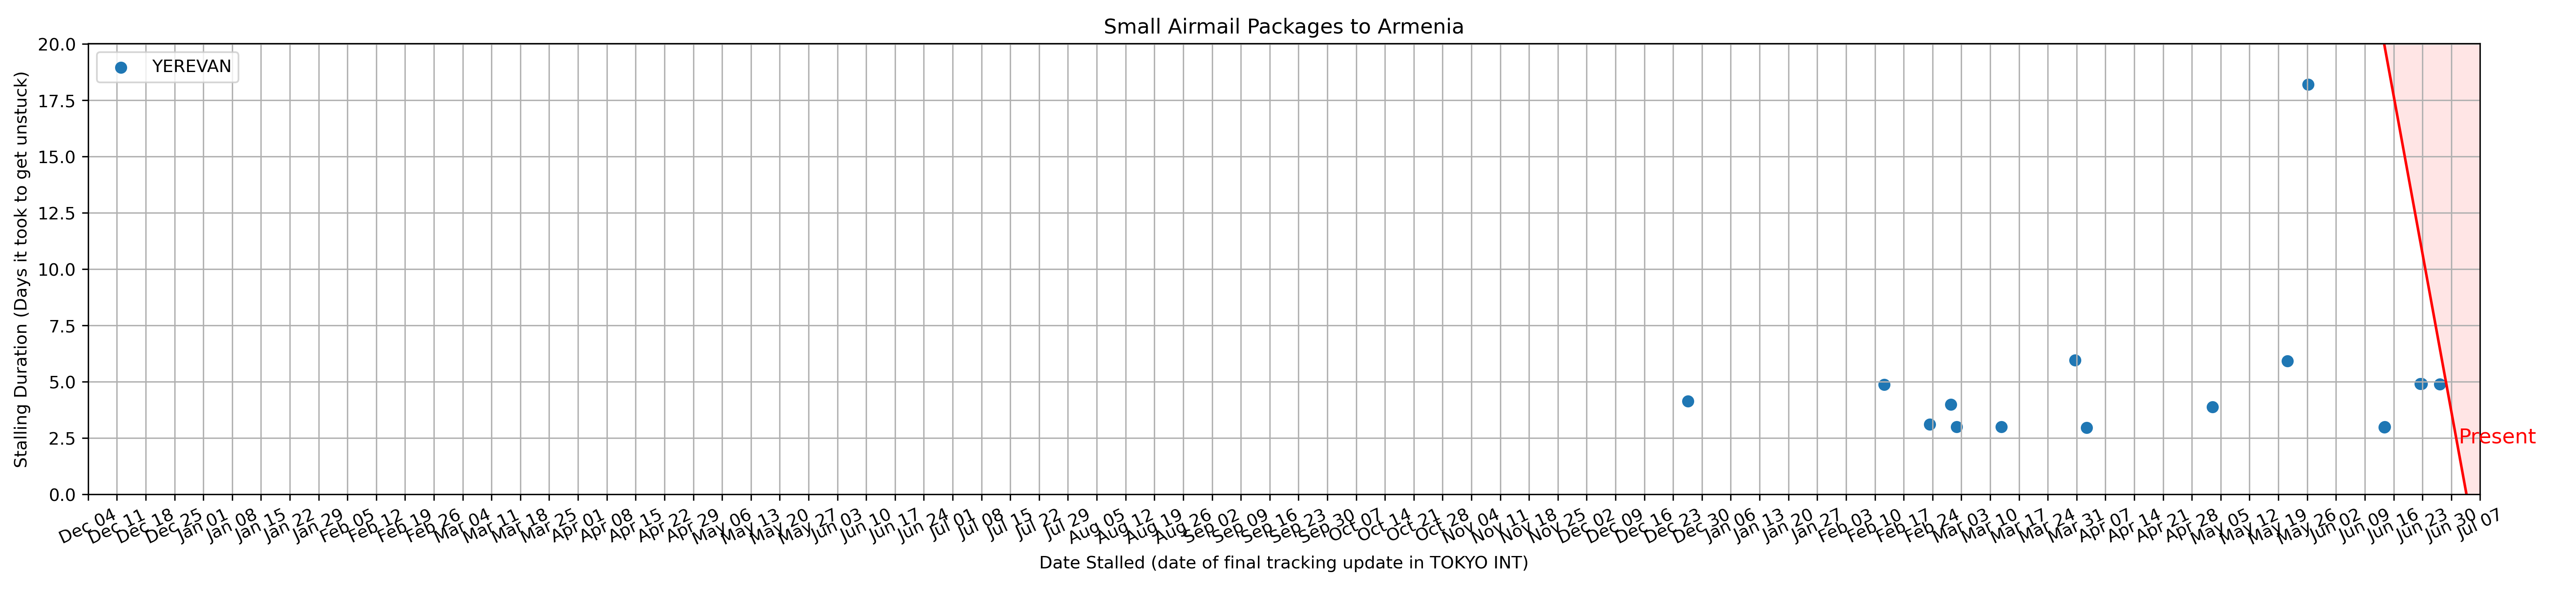 Small Airmail Packages to Armenia
YEREVAN
Stalling Duration (Days it took to get unstuck)
20.0
17.5
15.0
12.5
10.0
7.5
5.0
2.5
0.0
Present
Dec 04 Dec 11 Dec 18 Dec 25 Jan 01 Jan 08 Jan 15 Jan 22 Jan 29 Feb 05 Feb 12 Feb 19 Feb 26 Mar 04 Mar 11 Mar 18 Mar 25 Apr 01 Apr 08 Apr 15 Apr 22 Apr 29 May 06 May 13 May 20 May 27 Jun 03 Jun 10 Jun 17 Jun 24 Jul 01 Jul 08 Jul 15 Jul 22 Jul 29 Aug 05 Aug 12 Aug 19 Aug 26 Sep 02 Sep 09 Sep 16 Sep 23 Sep 30 Oct 07 Oct 14 Oct 21 Oct 28 Nov 04 Nov 11 Nov 18 Nov 25 Dec 02 Dec 09 Dec 16 Dec 23 Dec 30 Jan 06 Jan 13 Jan 20 Jan 27 Feb 03 Feb 10 Feb 17 Feb 24 Mar 03 Mar 10 Mar 17 Mar 24 Mar 31 Apr 07 Apr 14 Apr 21 Apr 28 May 05 May 12 May 19 May 26 Jun 02 Jun 09 Jun 16 Jun 23 Jun 30 Jul 07
Date Stalled (date of final tracking update in TOKYO INT)